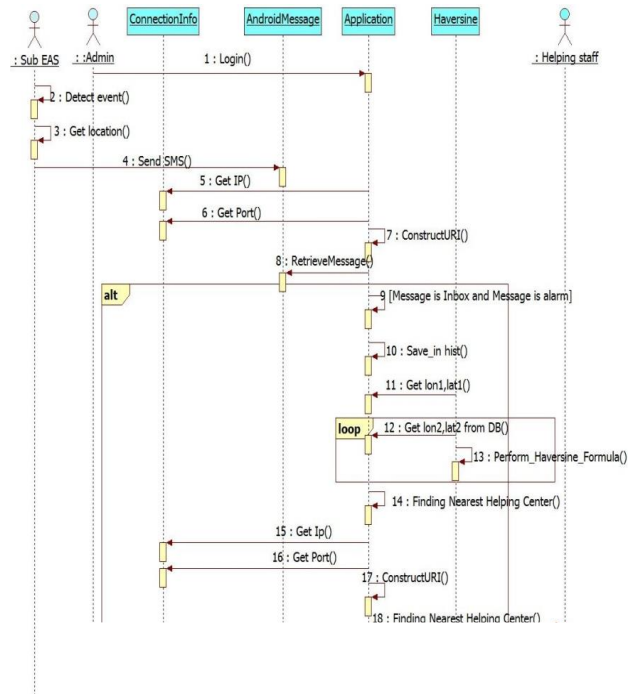 ConnectionInfo
AndroidMessage
Application
Haversine
: Sub EAS
: :Admin
: Helping staff
1 : Login()
2 : Detect event()
3 : Get location()
4 : Send SMS()
5 : Get IP()
6 : Get Port()
7 : ConstructURI()
8 : RetrieveMessage()
alt
9 [Message is Inbox and Message is alarm]
10 : Save_in hist()
11 : Get lon1,lat1()
loop
12 : Get lon2,lat2 from DB()
13 : Perform_Haversine_Formula()
14 : Finding Nearest Helping Center()
15 : Get Ip()
16 : Get Port()
17 : ConstructURI()
18 : Finding Nearest Helping Center()